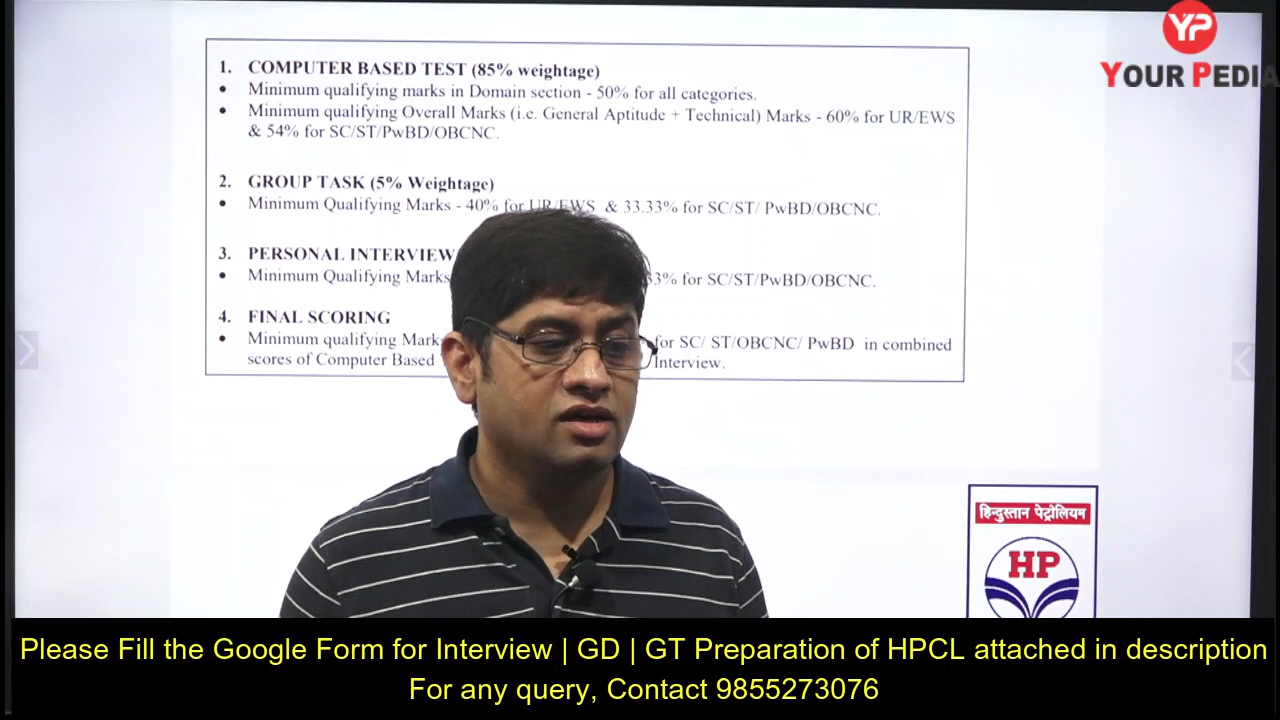 YP
YOUR PEDIA
1. COMPUTER BASED TEST (85% weightage)
• Minimum qualifying marks in Domain section - 50% for all categories.
• Minimum qualifying Overall Marks (i.e. General Aptitude + Technical) Marks - 60% for UR/EWS
& 54% for SC/ST/PwBD/OBCNC.
2. GROUP TASK (5% Weightage)
• Minimum Qualifying Marks - 40% for UR/EWS & 33.33% for SC/ST/ PwBD/OBCNC.
3. PERSONAL INTERVIEW
• Minimum Qualifying Marks for SC/ST/PwBD/OBCNC.
4. FINAL SCORING
• Minimum qualifying for SC/ ST/OBCNC/ PwBD in combined
scores of Computer Based Interview.
हिन्दुस्तान पेट्रोलियम
HP
Please Fill the Google Form for Interview | GD | GT Preparation of HPCL attached in description
For any query, Contact 9855273076